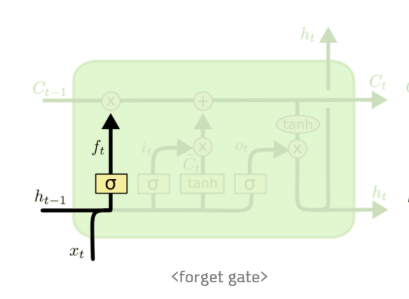 h_t
C_{t-1} × + C_t
tanh
f_t i_t C̃_t o_t × ×
σ σ tanh σ
h_{t-1} h_t
x_t
<forget gate>